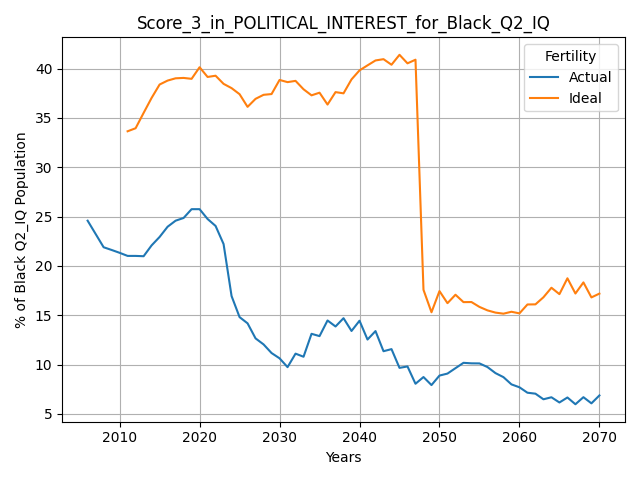 Score_3_in_POLITICAL_INTEREST_for_Black_Q2_IQ
% of Black Q2_IQ Population
40
35
30
25
20
15
10
5
Fertility
Actual
Ideal
2010 2020 2030 2040 2050 2060 2070
Years